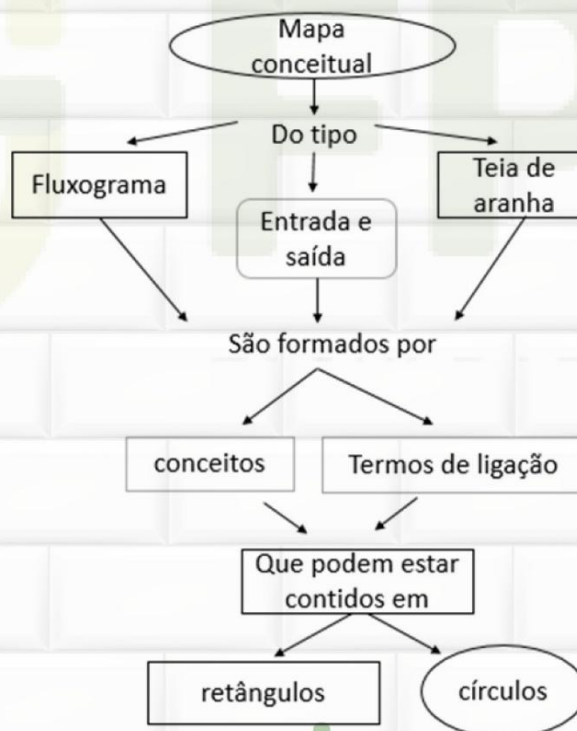 Mapa
conceitual
Do tipo
Fluxograma
Entrada e
saída
Teia de
aranha
São formados por
conceitos
Termos de ligação
Que podem estar
contidos em
retângulos
círculos